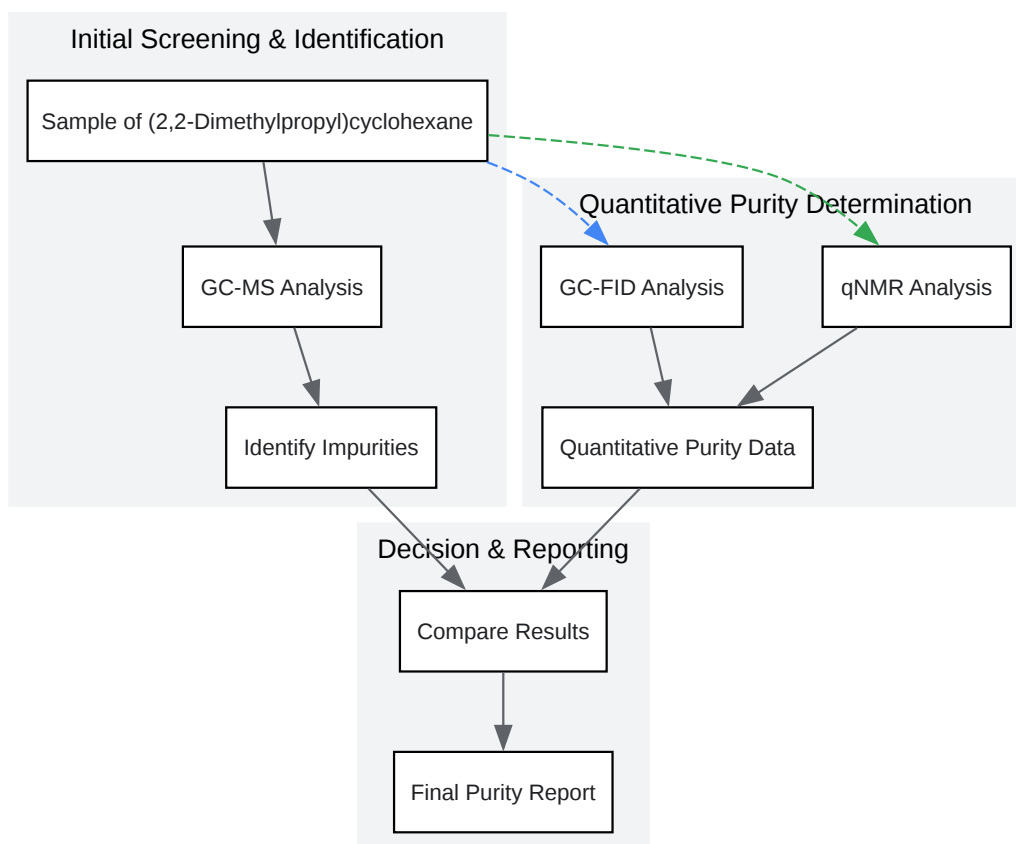 Initial Screening & Identification
Sample of (2,2-Dimethylpropyl)cyclohexane
Quantitative Purity Determination
GC-MS Analysis
GC-FID Analysis
qNMR Analysis
Identify Impurities
Quantitative Purity Data
Decision & Reporting
Compare Results
Final Purity Report